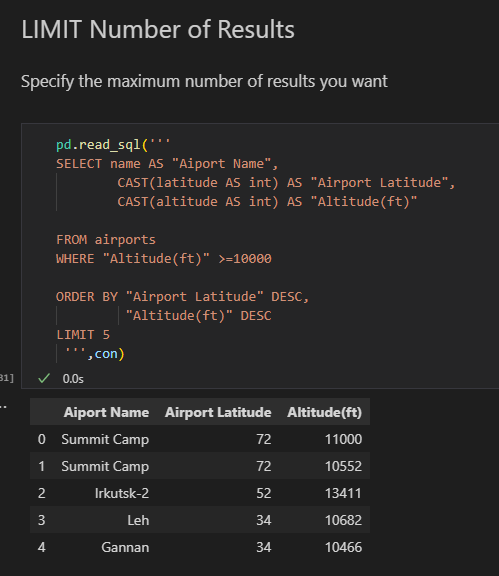 LIMIT Number of Results
Specify the maximum number of results you want
pd.read_sql('''
SELECT name AS "Aiport Name",
CAST(latitude AS int) AS "Airport Latitude",
CAST(altitude AS int) AS "Altitude(ft)"
FROM airports
WHERE "Altitude(ft)" >=10000
ORDER BY "Airport Latitude" DESC,
"Altitude(ft)" DESC
LIMIT 5
''',con)
31] ✓ 0.0s
..
Aiport Name Airport Latitude Altitude(ft)
0 Summit Camp 72 11000
1 Summit Camp 72 10552
2 Irkutsk-2 52 13411
3 Leh 34 10682
4 Gannan 34 10466